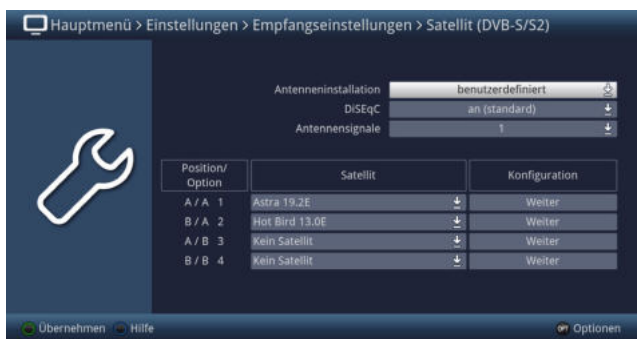 Hauptmenü > Einstellungen > Empfangseinstellungen > Satellit (DVB-S/S2)
Antenneninstallation benutzerdefiniert
DiSEqC an (standard)
Antennensignale 1
Position/
Option Satellit Konfiguration
A / A 1 Astra 19.2E Weiter
B / A 2 Hot Bird 13.0E Weiter
A / B 3 Kein Satellit Weiter
B / B 4 Kein Satellit Weiter
Übernehmen Hilfe OPT Optionen